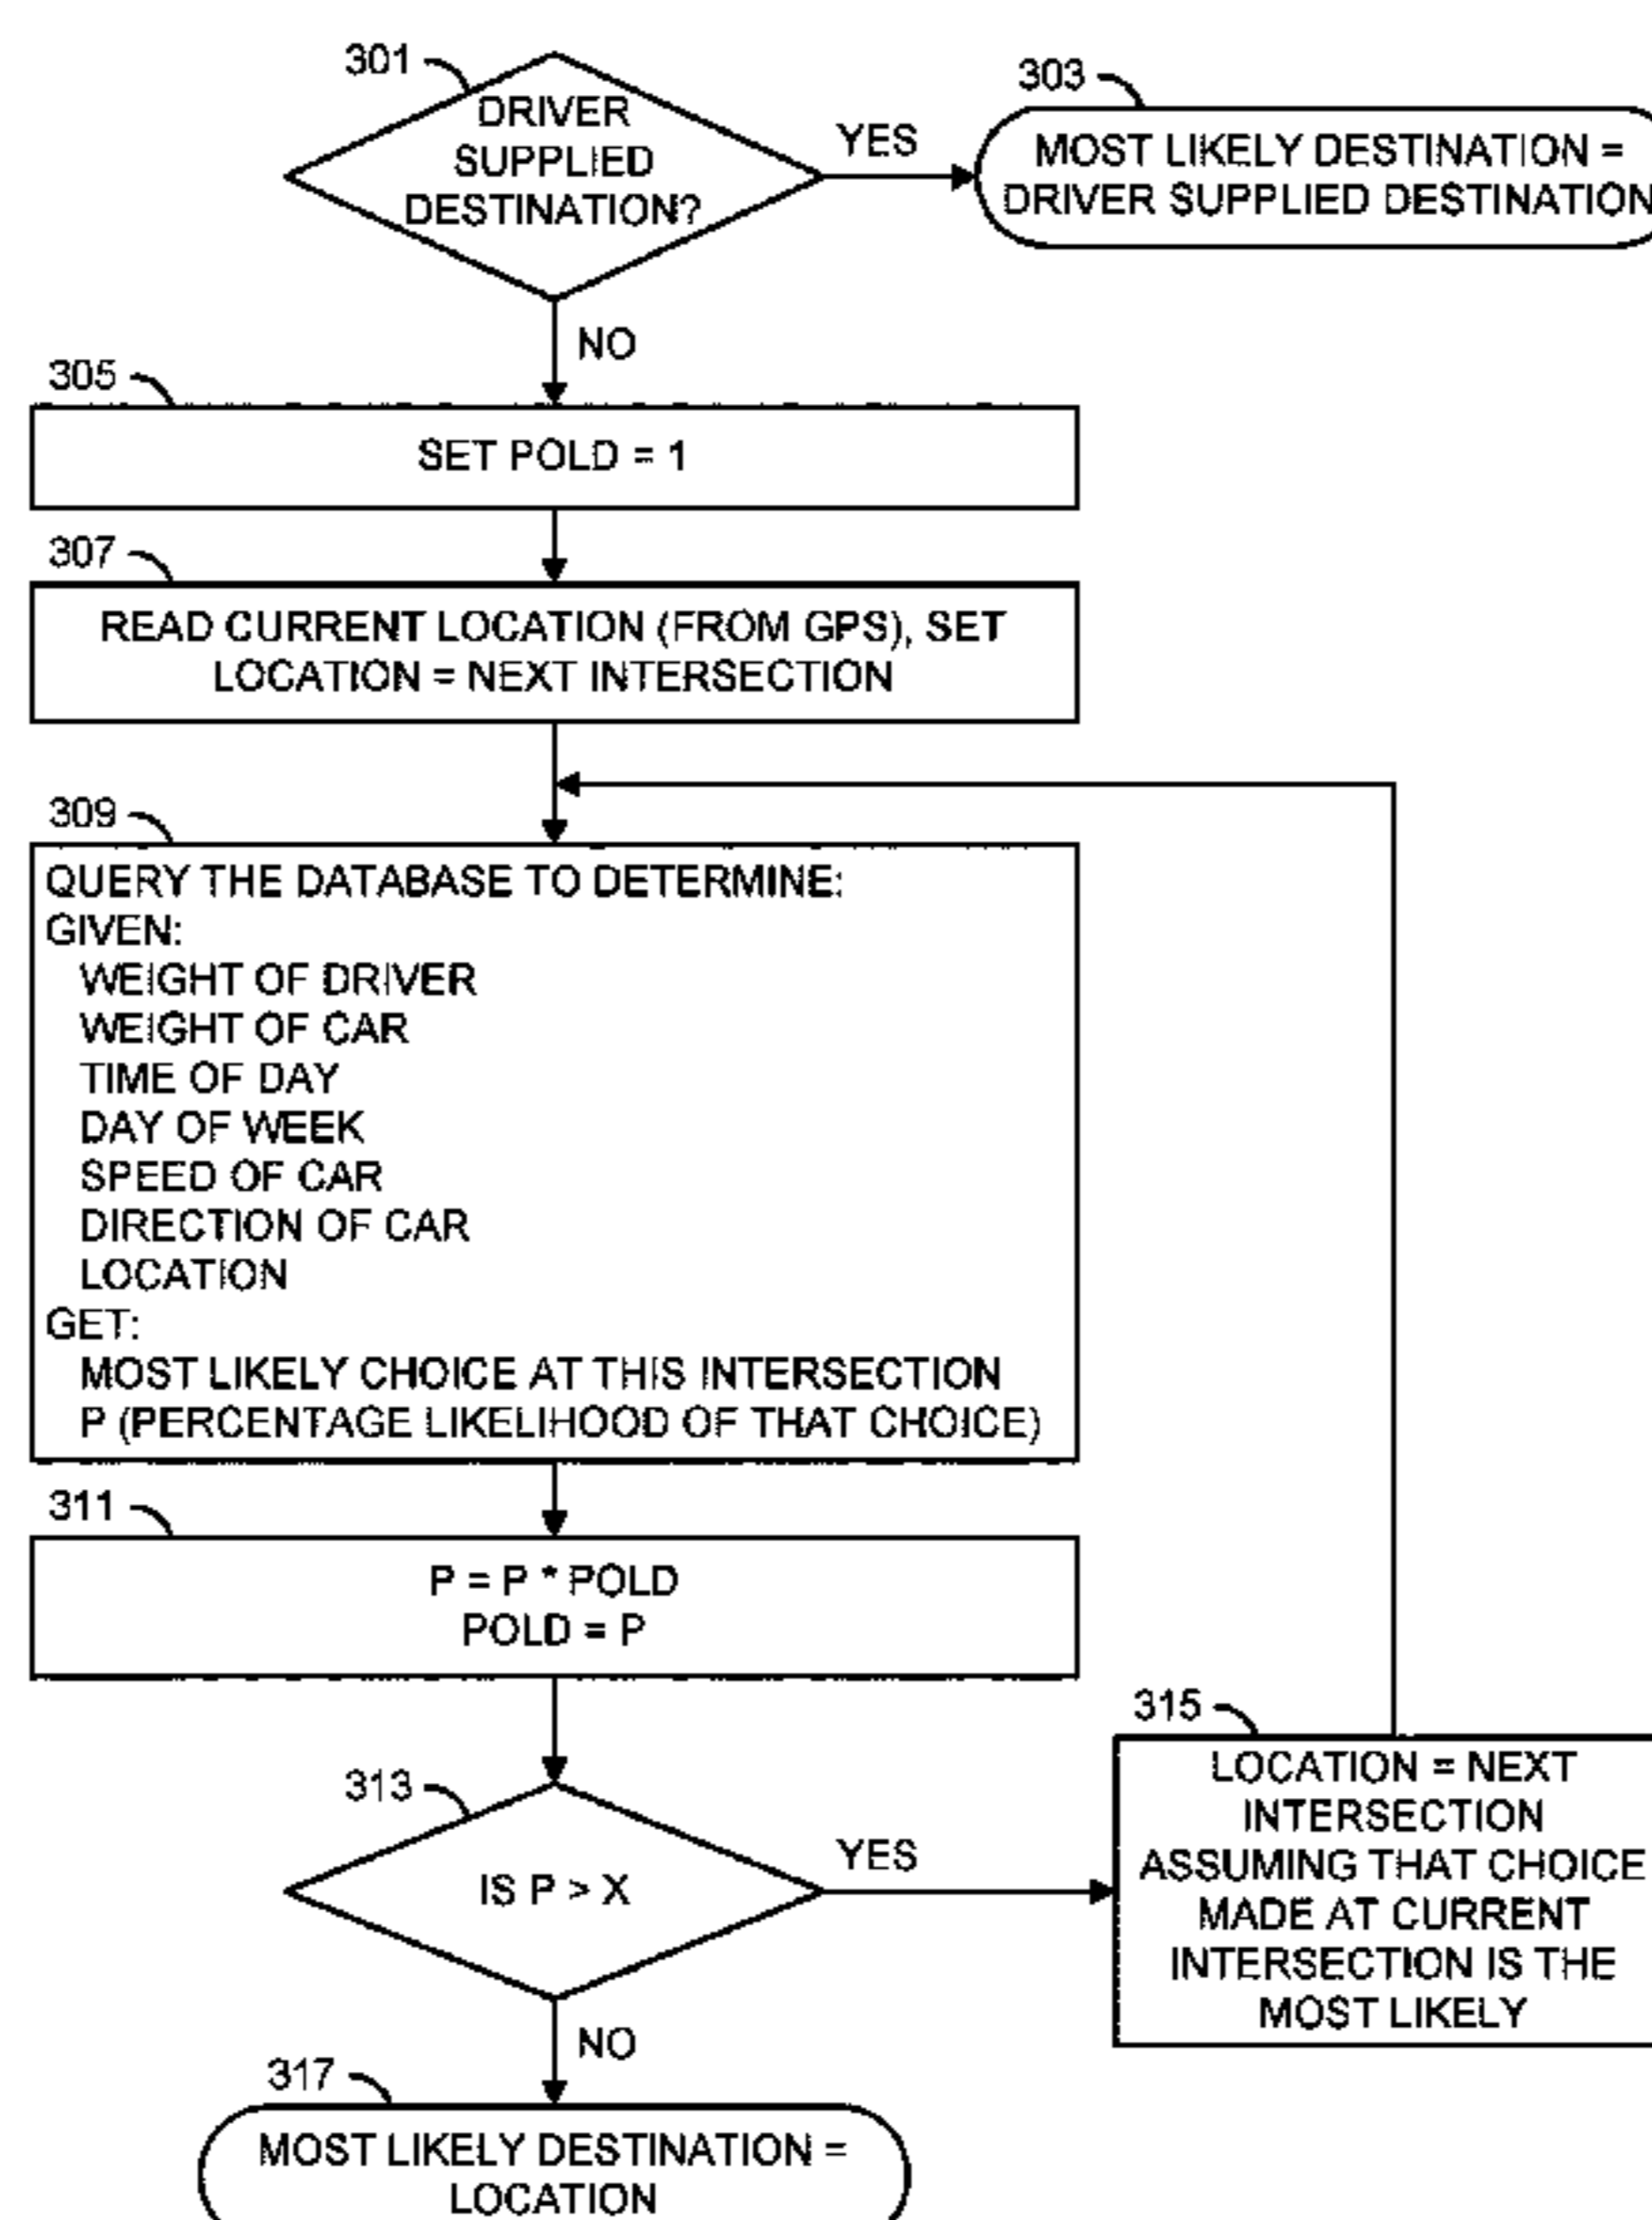 301
DRIVER
SUPPLIED
DESTINATION?
YES
303
MOST LIKELY DESTINATION =
DRIVER SUPPLIED DESTINATION
NO
305
SET POLD = 1
307
READ CURRENT LOCATION (FROM GPS), SET
LOCATION = NEXT INTERSECTION
309
QUERY THE DATABASE TO DETERMINE:
GIVEN:
WEIGHT OF DRIVER
WEIGHT OF CAR
TIME OF DAY
DAY OF WEEK
SPEED OF CAR
DIRECTION OF CAR
LOCATION
GET:
MOST LIKELY CHOICE AT THIS INTERSECTION
P (PERCENTAGE LIKELIHOOD OF THAT CHOICE)
311
P = P * POLD
POLD = P
313
IS P > X
YES
315
LOCATION = NEXT
INTERSECTION
ASSUMING THAT CHOICE
MADE AT CURRENT
INTERSECTION IS THE
MOST LIKELY
NO
317
MOST LIKELY DESTINATION =
LOCATION